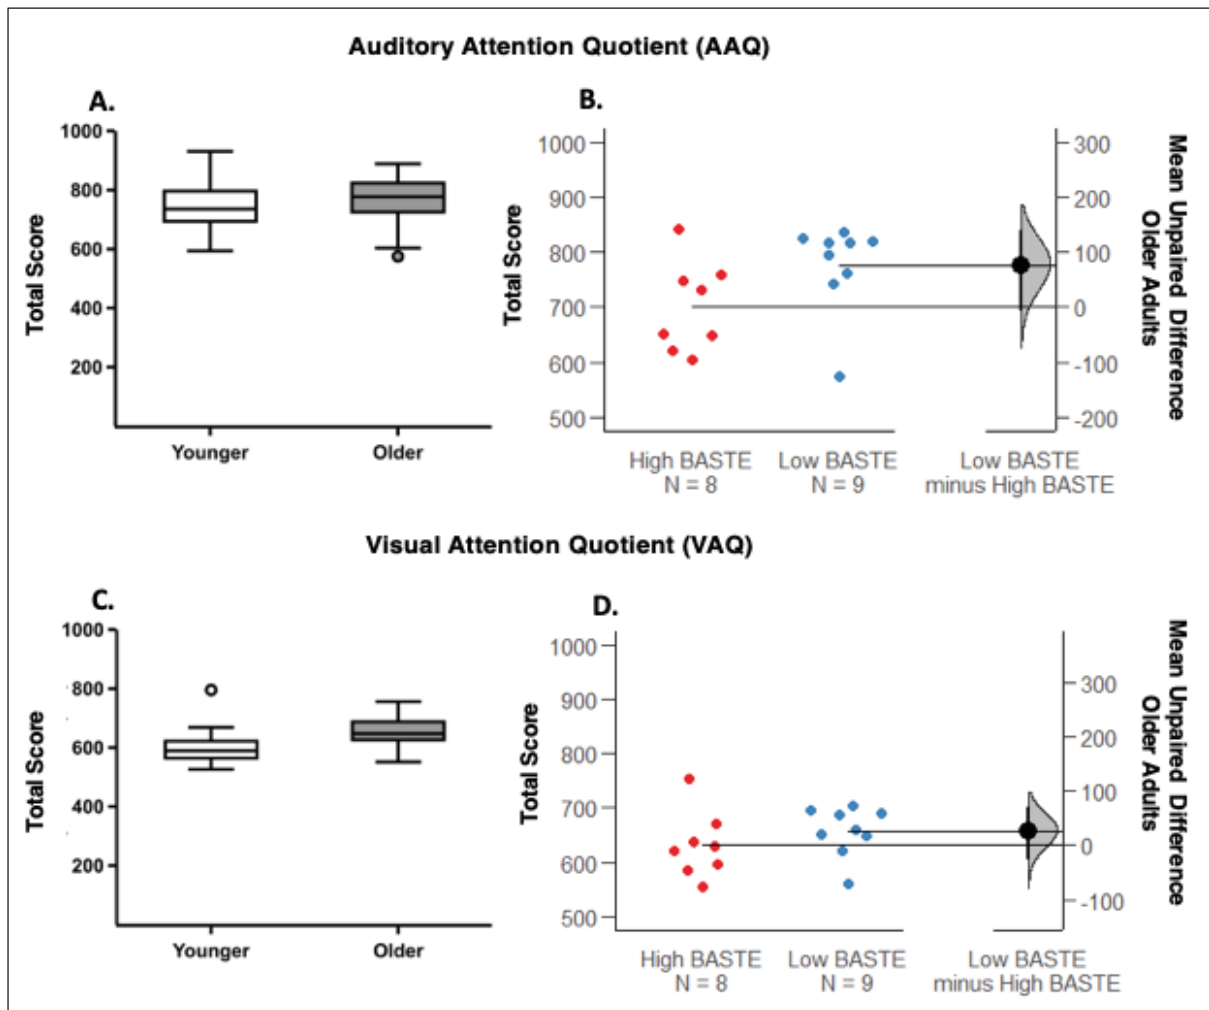 Auditory Attention Quotient (AAQ)
A.
1000
800
600
400
200
Total Score
Younger
Older
B.
1000
900
800
700
600
500
Total Score
300
200
100
0
-100
-200
Mean Unpaired Difference
Older Adults
High BASTE
N = 8
Low BASTE
N = 9
Low BASTE
minus High BASTE
Visual Attention Quotient (VAQ)
C.
1000
800
600
400
200
Total Score
Younger
Older
D.
1000
900
800
700
600
500
Total Score
300
200
100
0
-100
Mean Unpaired Difference
Older Adults
High BASTE
N = 8
Low BASTE
N = 9
Low BASTE
minus High BASTE